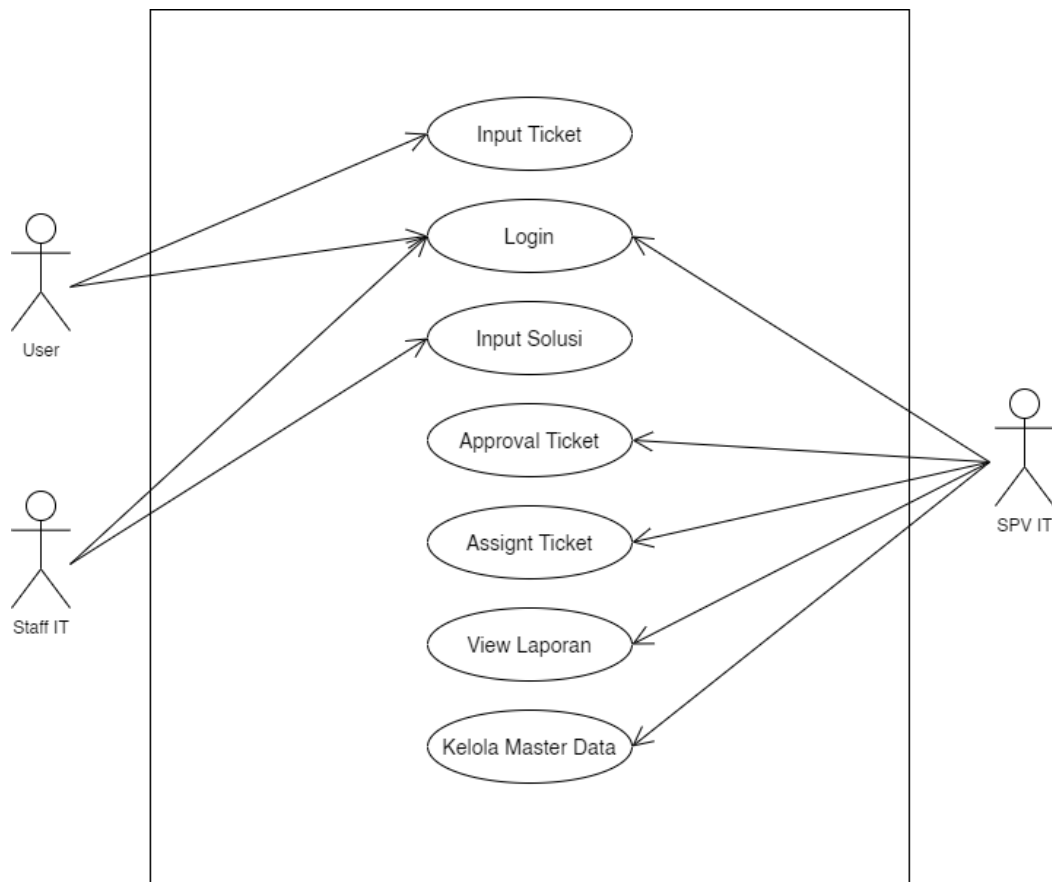 Input Ticket
Login
User
Input Solusi
Approval Ticket
SPV IT
Assignt Ticket
Staff IT
View Laporan
Kelola Master Data